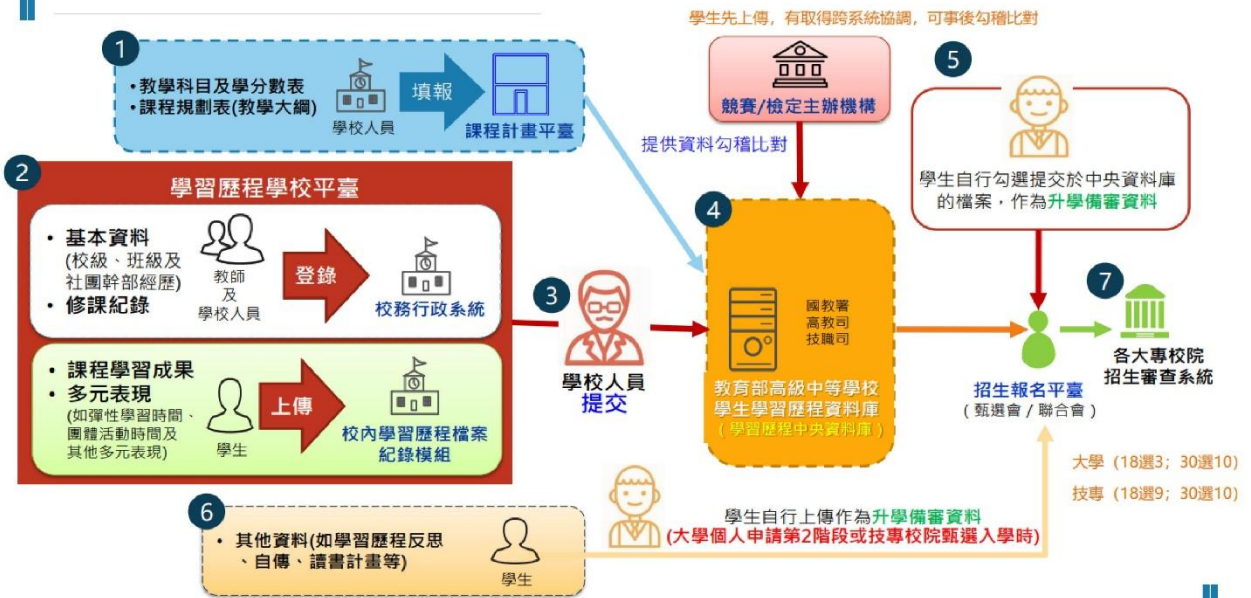 學生先上傳，有取得跨系統協調，可事後勾稽比對
1
•教學科目及學分數表
•課程規劃表(教學大綱)
學校人員
填報
課程計畫平臺
競賽/檢定主辦機構
提供資料勾稽比對
5
學生自行勾選提交於中央資料庫
的檔案，作為升學備審資料
2
學習歷程學校平臺
• 基本資料
(校級、班級及
社團幹部經歷)
• 修課紀錄
教師
及
學校人員
登錄
校務行政系統
• 課程學習成果
• 多元表現
(如彈性學習時間、
團體活動時間及
其他多元表現)
學生
上傳
校內學習歷程檔案
紀錄模組
3
學校人員
提交
4
國教署
高教司
技職司
教育部高級中等學校
學生學習歷程資料庫
(學習歷程中央資料庫)
招生報名平臺
(甄選會/聯合會)
7
各大專校院
招生審查系統
大學（18選3；30選10)
技專（18選9；30選10)
6
• 其他資料(如學習歷程反思
、自傳、讀書計畫等)
學生
學生自行上傳作為升學備審資料
(大學個人申請第2階段或技專校院甄選入學時)